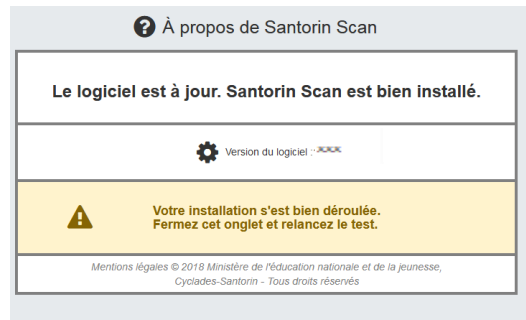 À propos de Santorin Scan
Le logiciel est à jour. Santorin Scan est bien installé.
Version du logiciel :
Votre installation s'est bien déroulée.
Fermez cet onglet et relancez le test.
Mentions légales © 2018 Ministère de l'éducation nationale et de la jeunesse,
Cyclades-Santorin - Tous droits réservés